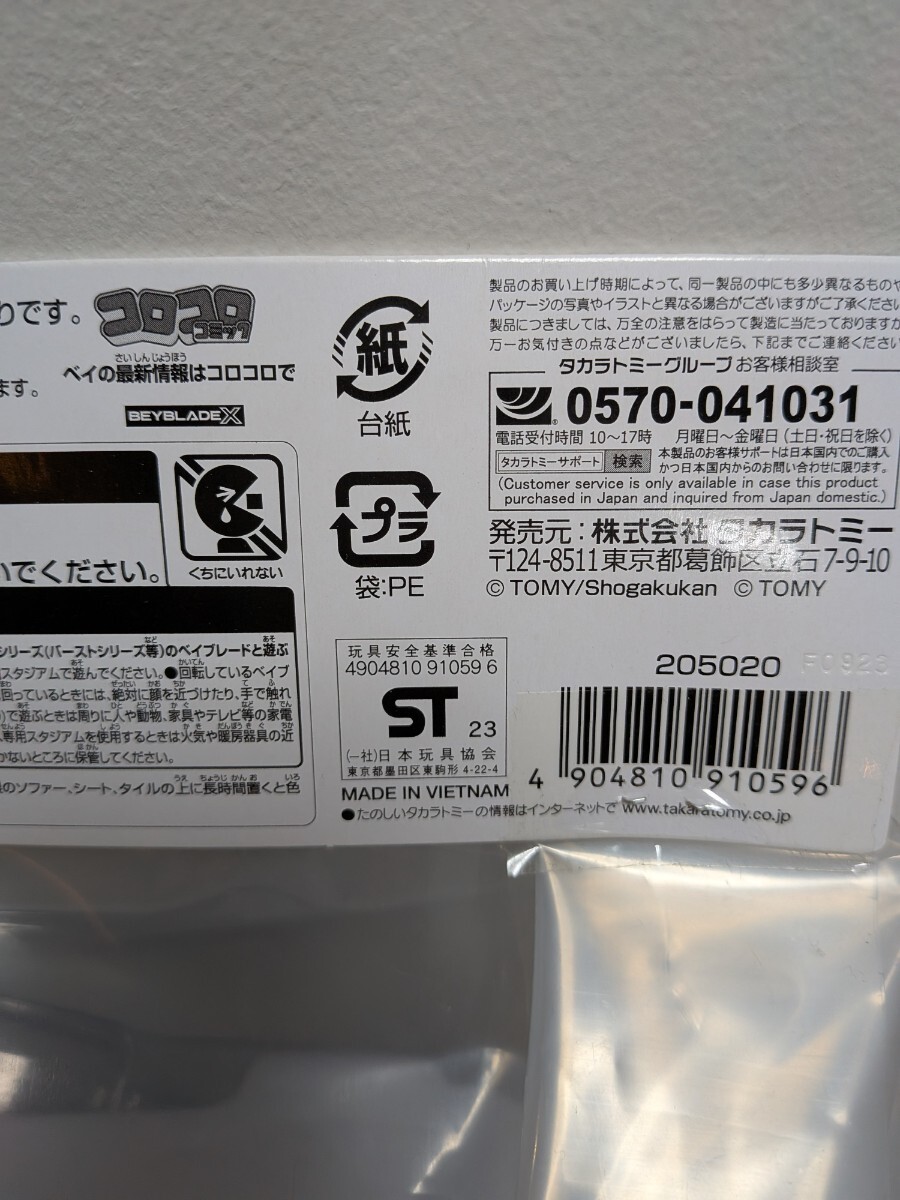 りです。
コロコロ
コミック
さいしんじょうほう
ベイの最新情報はコロコロで
ます。
BEYBLADE X
くちにいれない
いでください。
シリーズ(バーストシリーズ等)のベイブレードと遊ぶ
スタジアムで遊んでください。●回転しているベイブ
回っているときには、絶対に顔を近づけたり、手で触れ
)で遊ぶときは周りに人や動物、家具やテレビ等の家電
専用スタジアムを使用するときは火気や暖房器具の近
かないところに保管してください。
のソファー、シート、タイルの上に長時間置くと色
紙
台紙
プラ
袋:PE
玩具安全基準合格
4904810 91059 6
ST 23
(一社)日本玩具協会
東京都墨田区東駒形 4-22-4
MADE IN VIETNAM
●たのしいタカラトミーの情報はインターネットで www.takaratomy.co.jp
製品のお買い上げ時期によって、同一製品の中にも多少異なるものや
パッケージの写真やイラストと異なる場合がございますがご了承ください
製品につきましては、万全の注意をはらって製造に当たっておりますが
万一お気付きの点などがございましたら、下記までご連絡ください
タカラトミーグループお客様相談室
0570-041031
電話受付時間 10〜17時 月曜日〜金曜日(土日・祝日を除く)
タカラトミーサポート 検索
本製品のお客様サポートは日本国内でのご購入
かつ日本国内からのお問い合わせに限ります。
(Customer service is only available in case this product
purchased in Japan and inquired from Japan domestic.)
発売元:株式会社タカラトミー
〒124-8511東京都葛飾区立石7-9-10
© TOMY/Shogakukan © TOMY
205020
4 904810 910596